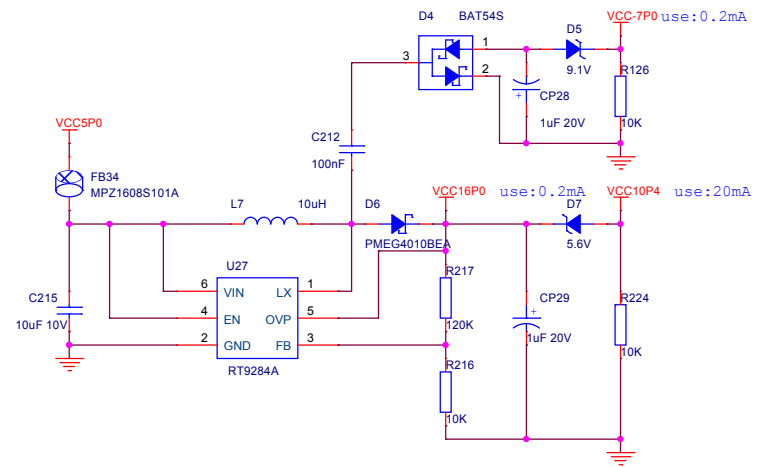 D4 BAT54S
VCC-7P0 use:0.2mA
D5
1
3
2
9.1V
R126
CP28
+
1uF 20V
10K
VCC5P0
C212
100nF
FB34
MPZ1608S101A
L7 10uH D6
VCC16P0 use:0.2mA
VCC10P4 use:20mA
D7
PMEG4010BEA
5.6V
U27
R217
6 VIN LX 1
C215
10uF 10V
4 EN OVP 5
CP29
+
R224
120K
1uF 20V
2 GND FB 3
10K
R216
RT9284A
10K